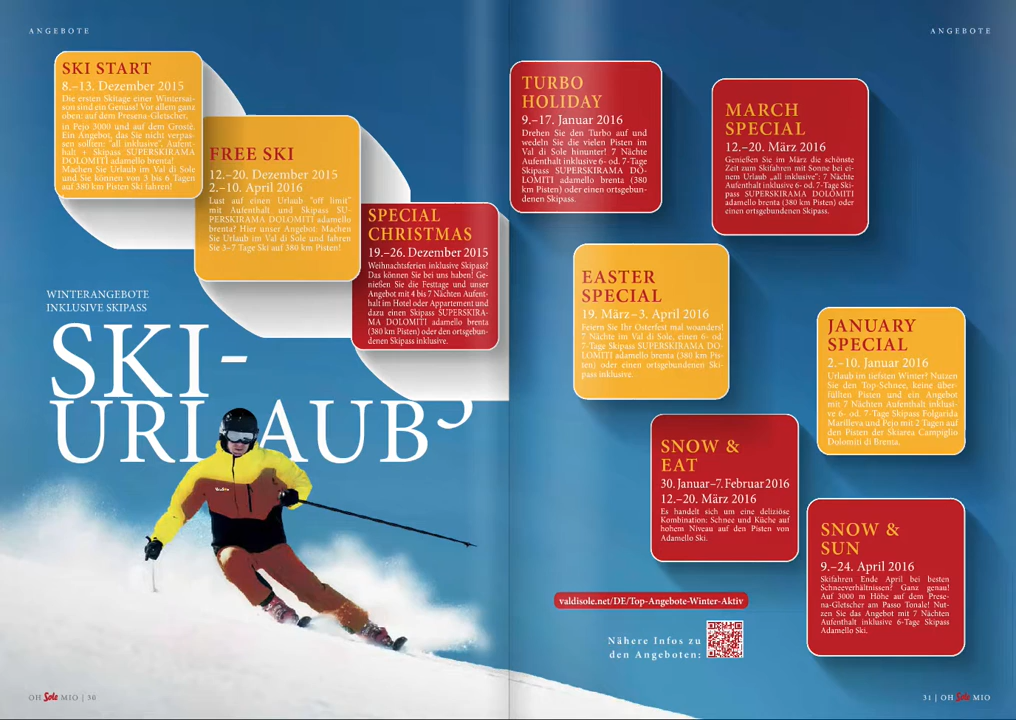 ANGEBOTE
SKI START
8.–13. Dezember 2015
Die ersten Skitage einer Wintersai-
son sind ein Genuss! Vor allem ganz
oben: auf dem Presena-Gletscher,
in Pejo 3000 und auf dem Grostè.
Ein Angebot, das Sie nicht verpas-
sen sollten: "all inklusive". Aufent-
halt + Skipass SUPERSKIRAMA
DOLOMITI adamello brenta!
Machen Sie Urlaub im Val di Sole
und Sie können von 3 bis 6 Tagen
auf 380 km Pisten Ski fahren!
FREE SKI
12.–20. Dezember 2015
2.–10. April 2016
Lust auf einen Urlaub "off limit"
mit Aufenthalt und Skipass SU-
PERSKIRAMA DOLOMITI adamello
brenta? Hier unser Angebot: Machen
Sie Urlaub im Val di Sole und fahren
Sie 3–7 Tage Ski auf 380 km Pisten!
SPECIAL
CHRISTMAS
19.–26. Dezember 2015
Weihnachtsferien inklusive Skipass?
Das können Sie bei uns haben! Ge-
nießen Sie die Festtage und unser
Angebot mit 4 bis 7 Nächten Aufent-
halt im Hotel oder Appartement und
dazu einen Skipass SUPERSKIRA-
MA DOLOMITI adamello brenta
(380 km Pisten) oder den ortsgebun-
denen Skipass inklusive.
WINTERANGEBOTE
INKLUSIVE SKIPASS
SKI-
URLAUB
OH Sole MIO | 30
ANGEBOTE
TURBO
HOLIDAY
9.–17. Januar 2016
Drehen Sie den Turbo auf und
wedeln Sie die vielen Pisten im
Val di Sole hinunter! 7 Nächte
Aufenthalt inklusive 6- od. 7-Tage
Skipass SUPERSKIRAMA DO-
LOMITI adamello brenta (380
km Pisten) oder einen ortsgebun-
denen Skipass.
MARCH
SPECIAL
12.–20. März 2016
Genießen Sie im März die schönste
Zeit zum Skifahren mit Sonne bei ei-
nem Urlaub „all inklusive“: 7 Nächte
Aufenthalt inklusive 6- od. 7-Tage Ski-
pass SUPERSKIRAMA DOLOMITI
adamello brenta (380 km Pisten) oder
einen ortsgebundenen Skipass.
EASTER
SPECIAL
19. März–3. April 2016
Feiern Sie Ihr Osterfest mal woanders!
7 Nächte im Val di Sole, einen 6- od.
7-Tage Skipass SUPERSKIRAMA DO-
LOMITI adamello brenta (380 km Pis-
ten) oder einen ortsgebundenen Ski-
pass inklusive.
JANUARY
SPECIAL
2.–10. Januar 2016
Urlaub im tiefsten Winter? Nutzen
Sie den Top-Schnee, keine über-
füllten Pisten und ein Angebot
mit 7 Nächten Aufenthalt inklusi-
ve 6- od. 7-Tage Skipass Folgarida
Marilleva und Pejo mit 2 Tagen auf
den Pisten der Skiarea Campiglio
Dolomiti di Brenta.
SNOW &
EAT
30. Januar–7. Februar 2016
12.–20. März 2016
Es handelt sich um eine deliziöse
Kombination: Schnee und Küche auf
hohem Niveau auf den Pisten von
Adamello Ski.
SNOW &
SUN
9.–24. April 2016
Skifahren Ende April bei besten
Schneeverhältnissen? Ganz genau!
Auf 3000 m Höhe auf dem Prese-
na-Gletscher am Passo Tonale! Nut-
zen Sie das Angebot mit 7 Nächten
Aufenthalt inklusive 6-Tage Skipass
Adamello Ski.
valdisole.net/DE/Top-Angebote-Winter-Aktiv
Nähere Infos zu
den Angeboten:
31 | OH Sole MIO